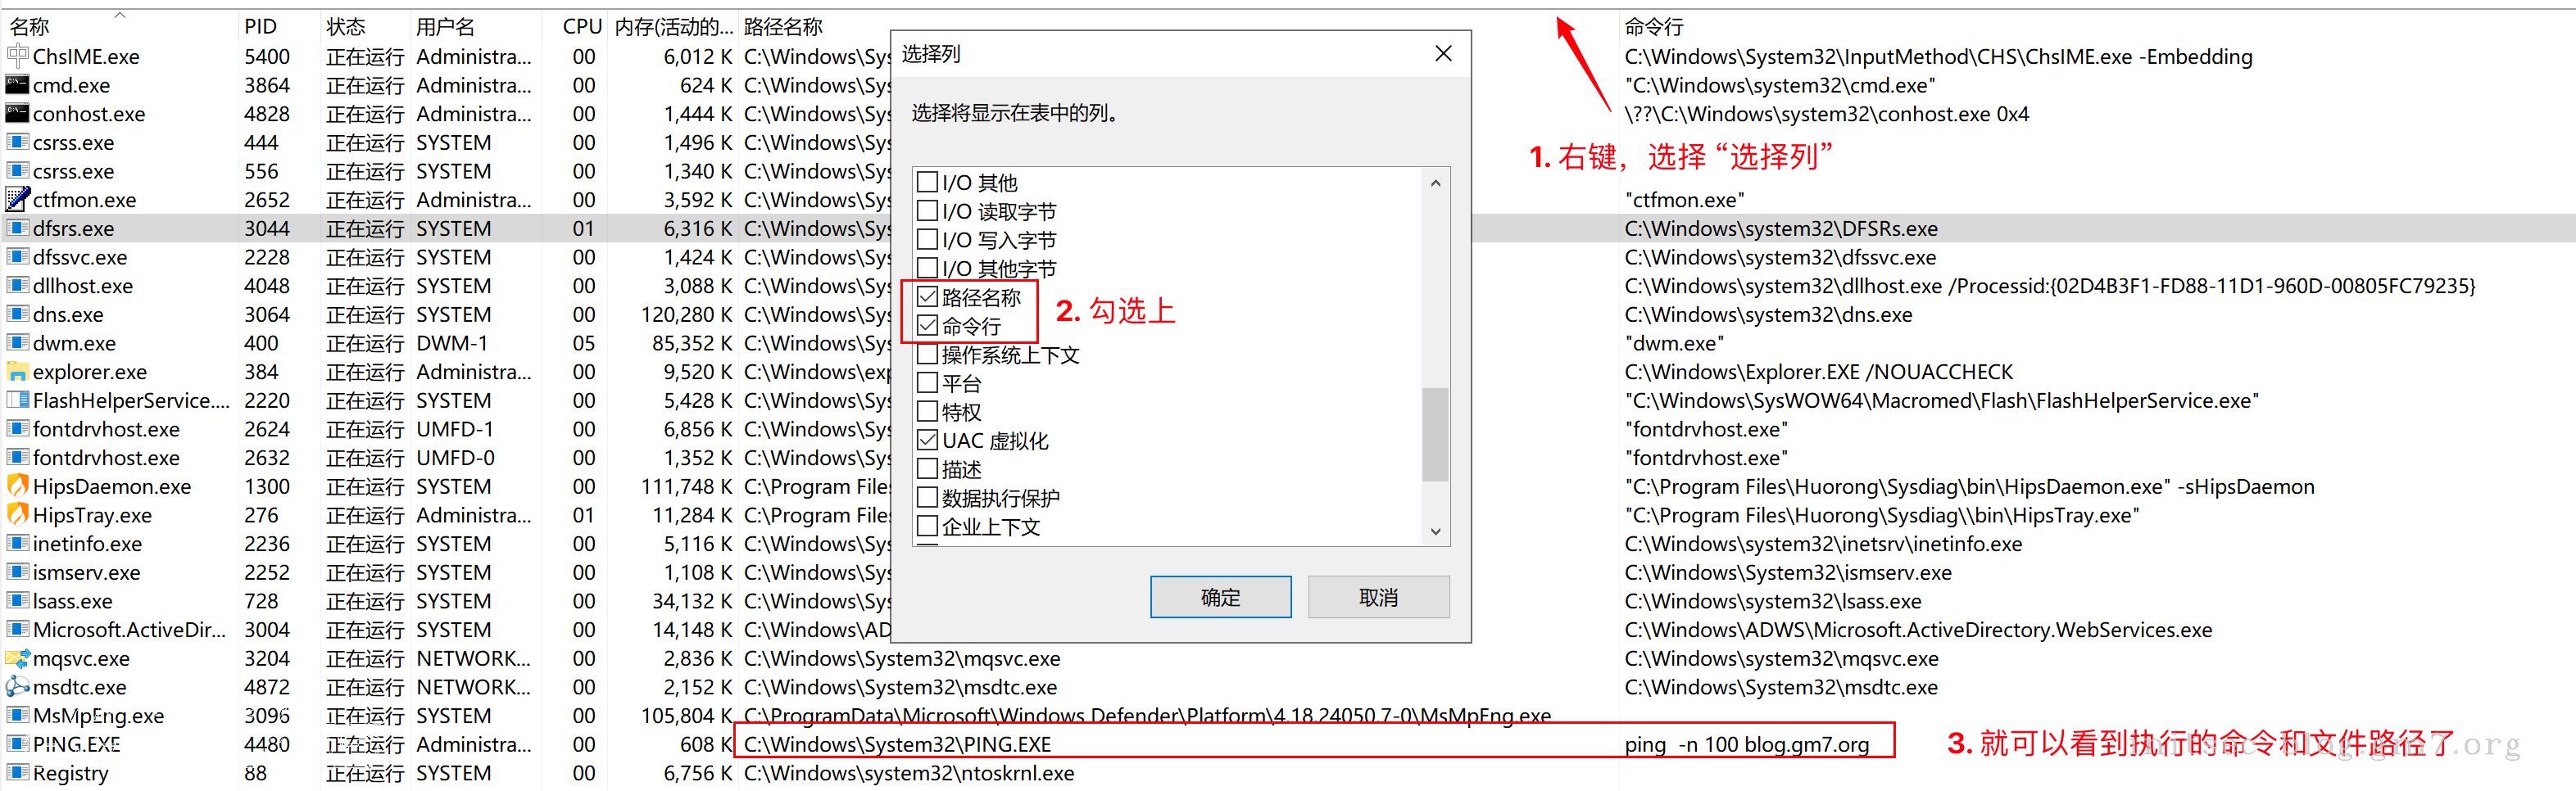 名称 PID 状态 用户名 CPU 内存(活动的... 路径名称 命令行
ChsIME.exe 5400 正在运行 Administra... 00 6,012 K C:\Windows\Sys C:\Windows\System32\InputMethod\CHS\ChsIME.exe -Embedding
cmd.exe 3864 正在运行 Administra... 00 624 K C:\Windows\Sys "C:\Windows\system32\cmd.exe"
conhost.exe 4828 正在运行 Administra... 00 1,444 K C:\Windows\Sys \??\C:\Windows\system32\conhost.exe 0x4
csrss.exe 444 正在运行 SYSTEM 00 1,496 K C:\Windows\Sys
csrss.exe 556 正在运行 SYSTEM 00 1,340 K C:\Windows\Sys
ctfmon.exe 2652 正在运行 Administra... 00 3,592 K C:\Windows\Sys "ctfmon.exe"
dfsrs.exe 3044 正在运行 SYSTEM 01 6,316 K C:\Windows\Sys C:\Windows\system32\DFSRs.exe
dfssvc.exe 2228 正在运行 SYSTEM 00 1,424 K C:\Windows\Sys C:\Windows\system32\dfssvc.exe
dllhost.exe 4048 正在运行 SYSTEM 00 3,088 K C:\Windows\Sys C:\Windows\system32\dllhost.exe /Processid:{02D4B3F1-FD88-11D1-960D-00805FC79235}
dns.exe 3064 正在运行 SYSTEM 00 120,280 K C:\Windows\Sys C:\Windows\system32\dns.exe
dwm.exe 400 正在运行 DWM-1 05 85,352 K C:\Windows\Sys "dwm.exe"
explorer.exe 384 正在运行 Administra... 00 9,520 K C:\Windows\exp C:\Windows\Explorer.EXE /NOUACCHECK
FlashHelperService.... 2220 正在运行 SYSTEM 00 5,428 K C:\Windows\Sys "C:\Windows\SysWOW64\Macromed\Flash\FlashHelperService.exe"
fontdrvhost.exe 2624 正在运行 UMFD-1 00 6,856 K C:\Windows\Sys "fontdrvhost.exe"
fontdrvhost.exe 2632 正在运行 UMFD-0 00 1,352 K C:\Windows\Sys "fontdrvhost.exe"
HipsDaemon.exe 1300 正在运行 SYSTEM 00 111,748 K C:\Program Files "C:\Program Files\Huorong\Sysdiag\bin\HipsDaemon.exe" -sHipsDaemon
HipsTray.exe 276 正在运行 Administra... 01 11,284 K C:\Program Files "C:\Program Files\Huorong\Sysdiag\\bin\HipsTray.exe"
inetinfo.exe 2236 正在运行 SYSTEM 00 5,116 K C:\Windows\Sys C:\Windows\system32\inetsrv\inetinfo.exe
ismserv.exe 2252 正在运行 SYSTEM 00 1,108 K C:\Windows\Sys C:\Windows\System32\ismserv.exe
lsass.exe 728 正在运行 SYSTEM 00 34,132 K C:\Windows\Sys C:\Windows\system32\lsass.exe
Microsoft.ActiveDir... 3004 正在运行 SYSTEM 00 14,148 K C:\Windows\AD C:\Windows\ADWS\Microsoft.ActiveDirectory.WebServices.exe
mqsvc.exe 3204 正在运行 NETWORK... 00 2,836 K C:\Windows\System32\mqsvc.exe C:\Windows\system32\mqsvc.exe
msdtc.exe 4872 正在运行 NETWORK... 00 2,152 K C:\Windows\System32\msdtc.exe C:\Windows\System32\msdtc.exe
MsMpEng.exe 3096 正在运行 SYSTEM 00 105,804 K C:\ProgramData\Microsoft\Windows Defender\Platform\4.18.24050.7-0\MsMpEng.exe
PING.EXE 4480 正在运行 Administra... 00 608 K C:\Windows\System32\PING.EXE ping -n 100 blog.gm7.org
Registry 88 正在运行 SYSTEM 00 6,756 K C:\Windows\system32\ntoskrnl.exe
选择列
选择将显示在表中的列。
I/O 其他
I/O 读取字节
I/O 写入字节
I/O 其他字节
路径名称
命令行
操作系统上下文
平台
特权
UAC 虚拟化
描述
数据执行保护
企业上下文
确定 取消
1. 右键，选择 “选择列”
2. 勾选上
3. 就可以看到执行的命令和文件路径了
blog.gm7.org